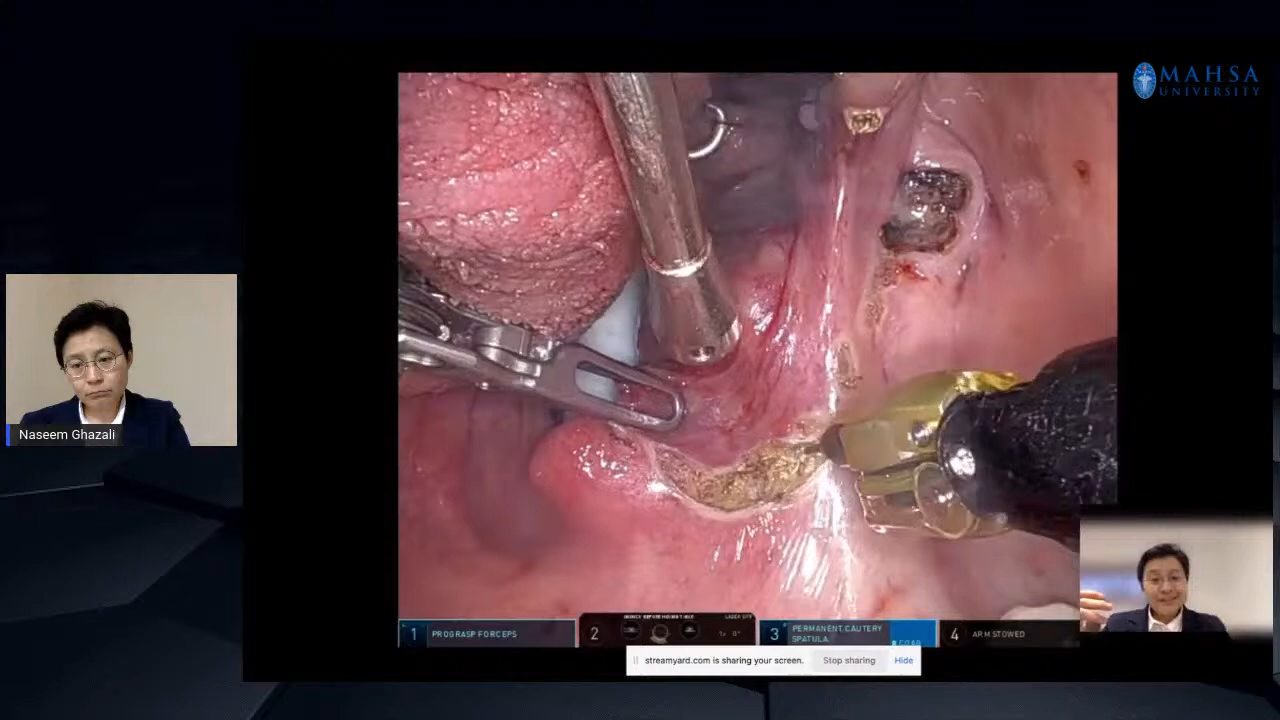 MAHSA
UNIVERSITY
Naseem Ghazali
1 PROGRASP FORCEPS
2
3 PERMANENT CAUTERY
SPATULA
4 ARM STOWED
streamyard.com is sharing your screen. Stop sharing Hide